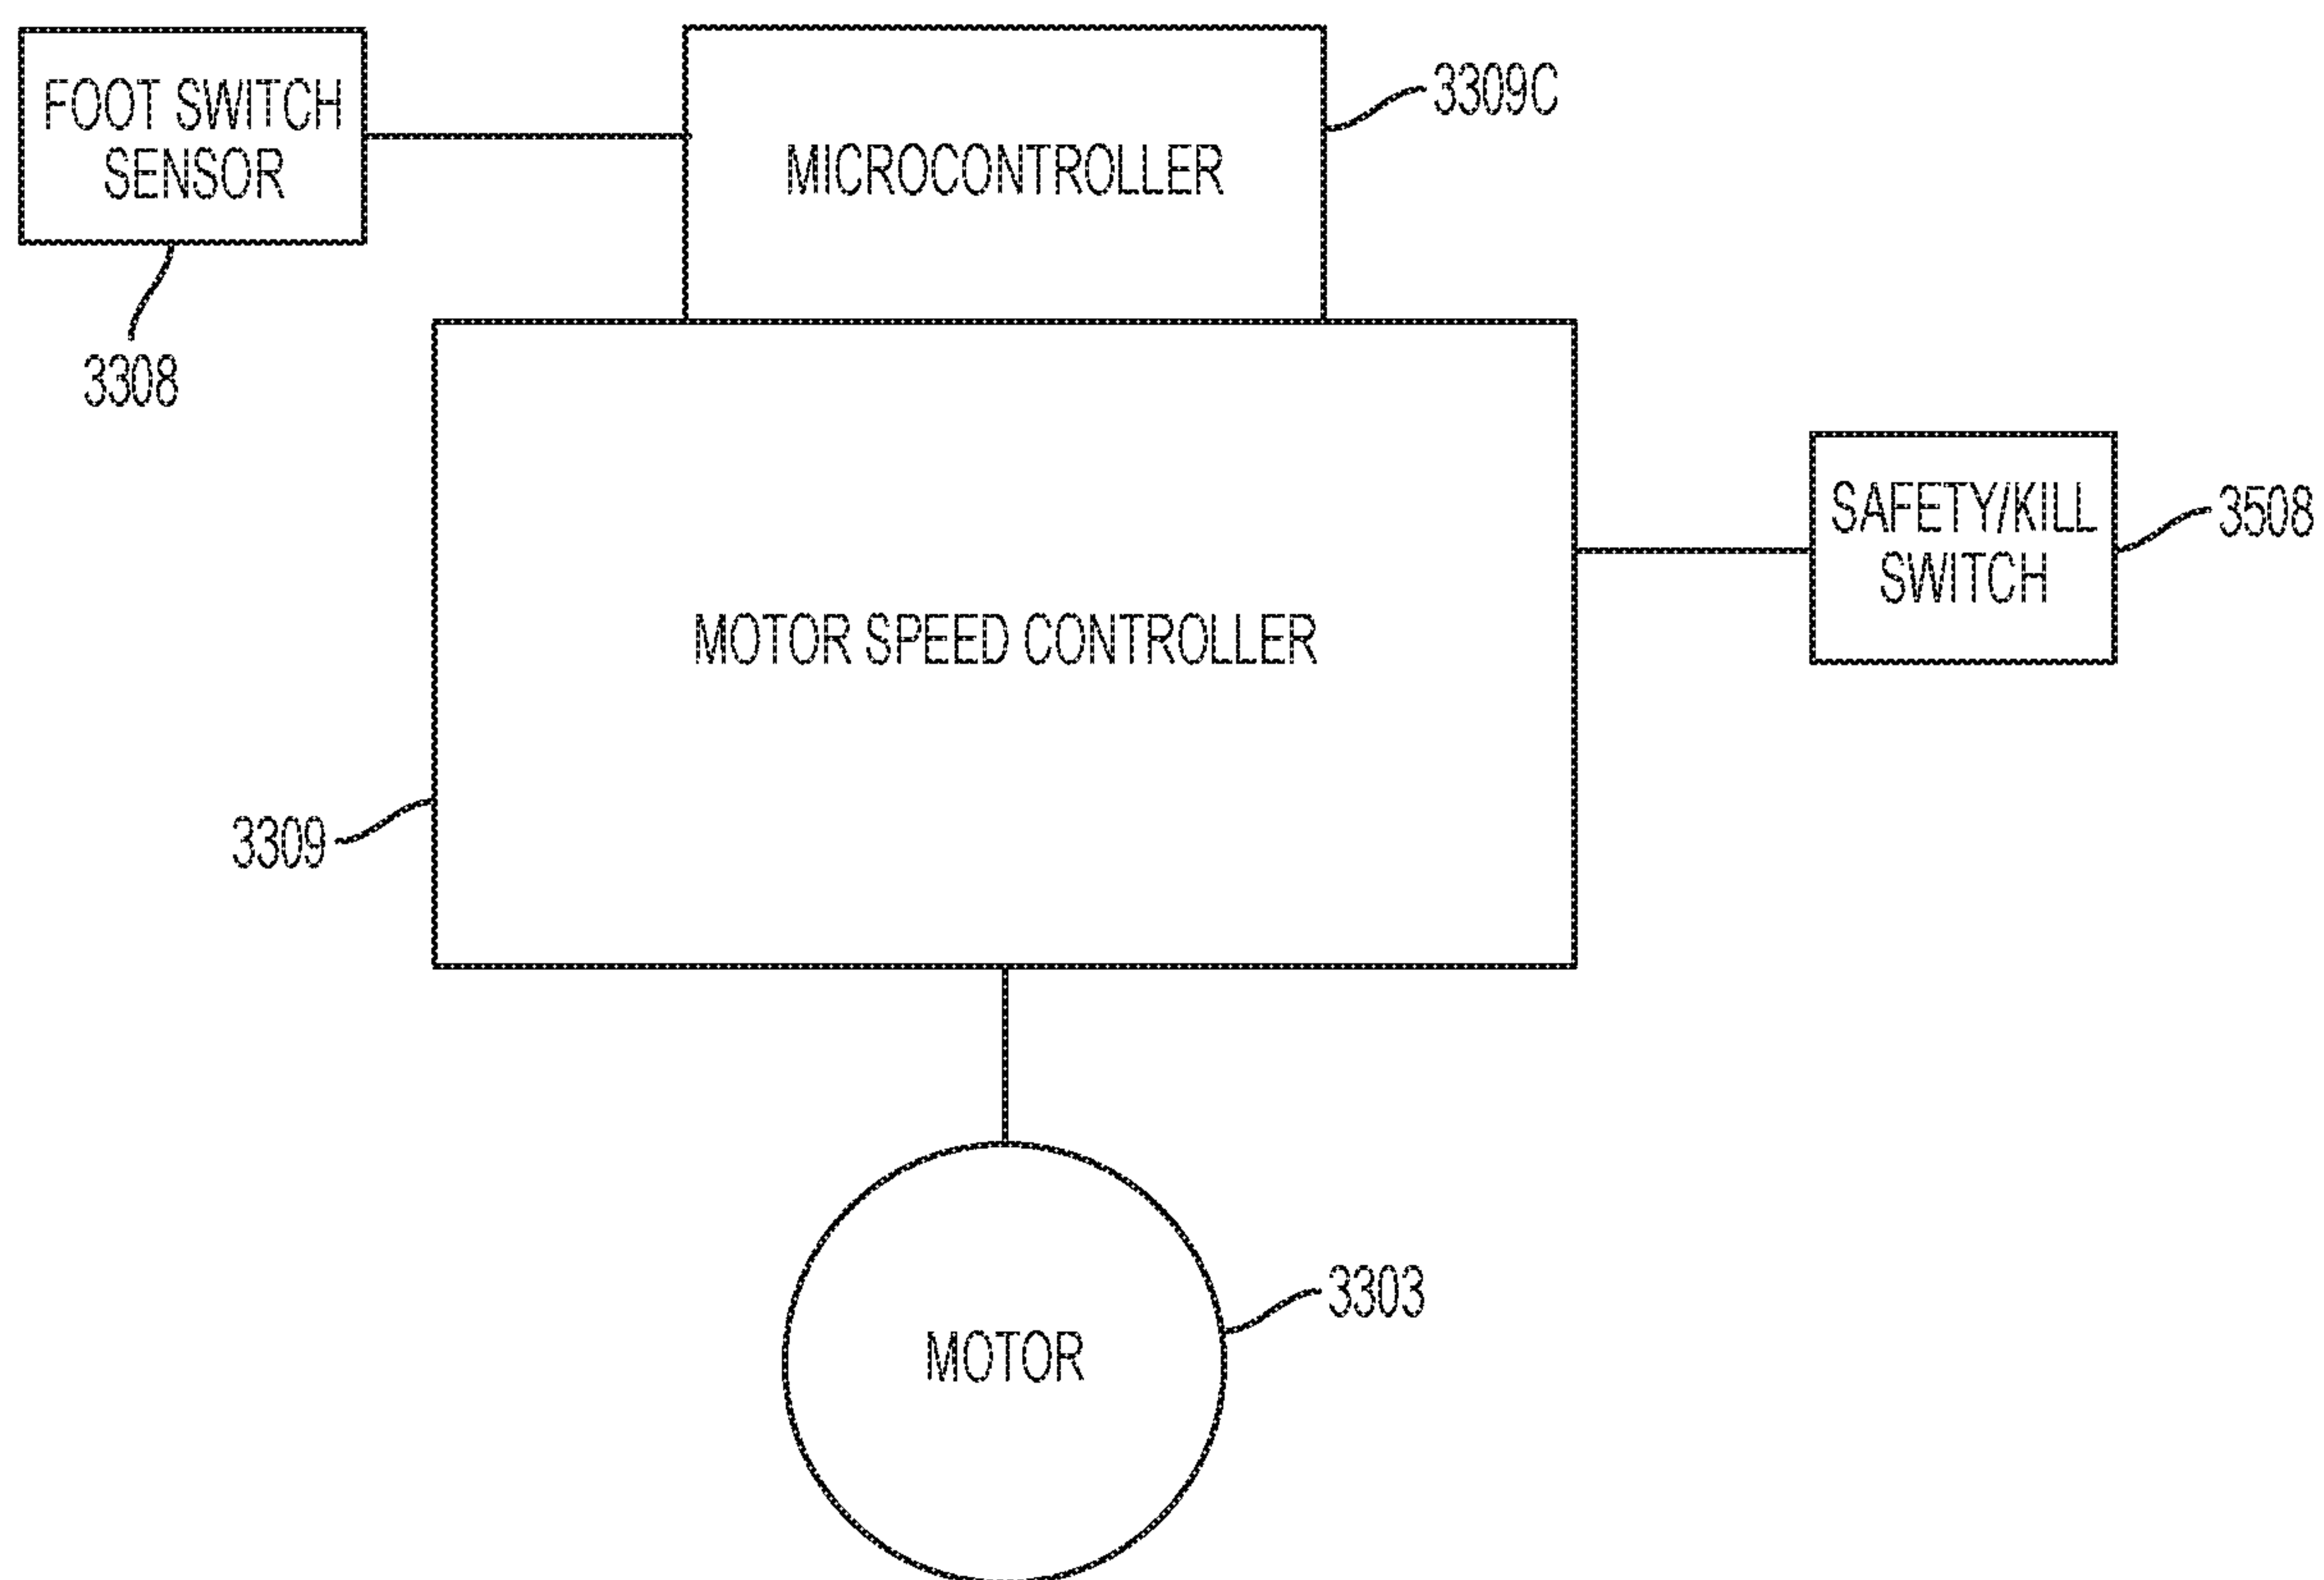 FOOT SWITCH
SENSOR
3308
MICROCONTROLLER
3309C
MOTOR SPEED CONTROLLER
3309
SAFETY/KILL
SWITCH
3508
MOTOR
3303